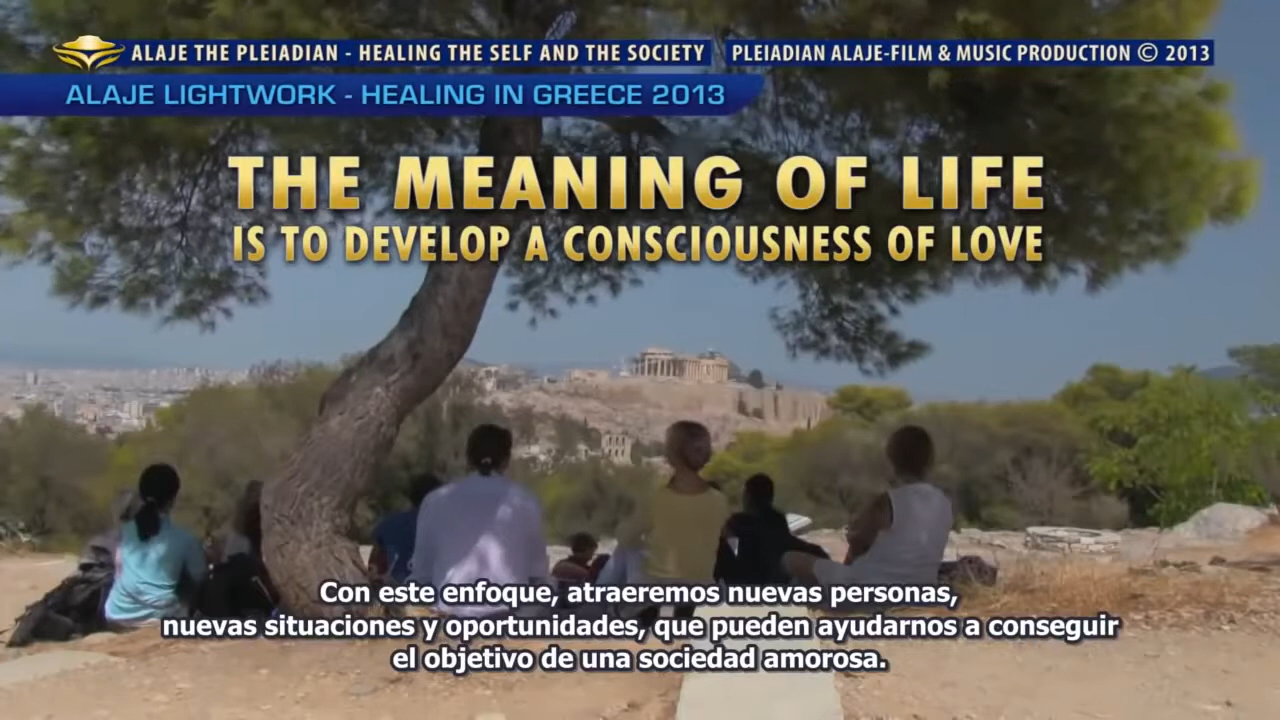 ALAJE THE PLEIADIAN - HEALING THE SELF AND THE SOCIETY
PLEIADIAN ALAJE-FILM & MUSIC PRODUCTION © 2013
ALAJE LIGHTWORK - HEALING IN GREECE 2013
THE MEANING OF LIFE
IS TO DEVELOP A CONSCIOUSNESS OF LOVE
Con este enfoque, atraeremos nuevas personas,
nuevas situaciones y oportunidades, que pueden ayudarnos a conseguir
el objetivo de una sociedad amorosa.